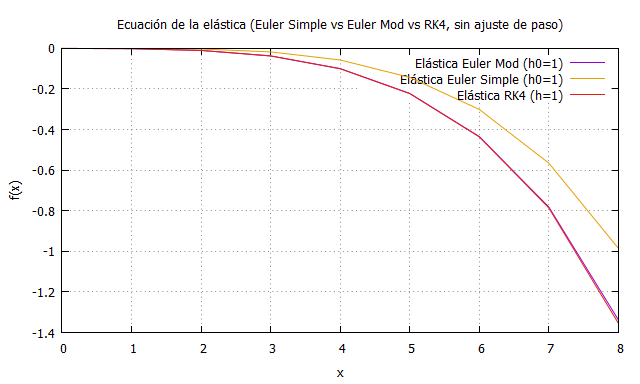 Ecuación de la elástica (Euler Simple vs Euler Mod vs RK4, sin ajuste de paso)
Elástica Euler Mod (h0=1)
Elástica Euler Simple (h0=1)
Elástica RK4 (h=1)
0
-0.2
-0.4
-0.6
-0.8
-1
-1.2
-1.4
f(x)
0 1 2 3 4 5 6 7 8
x